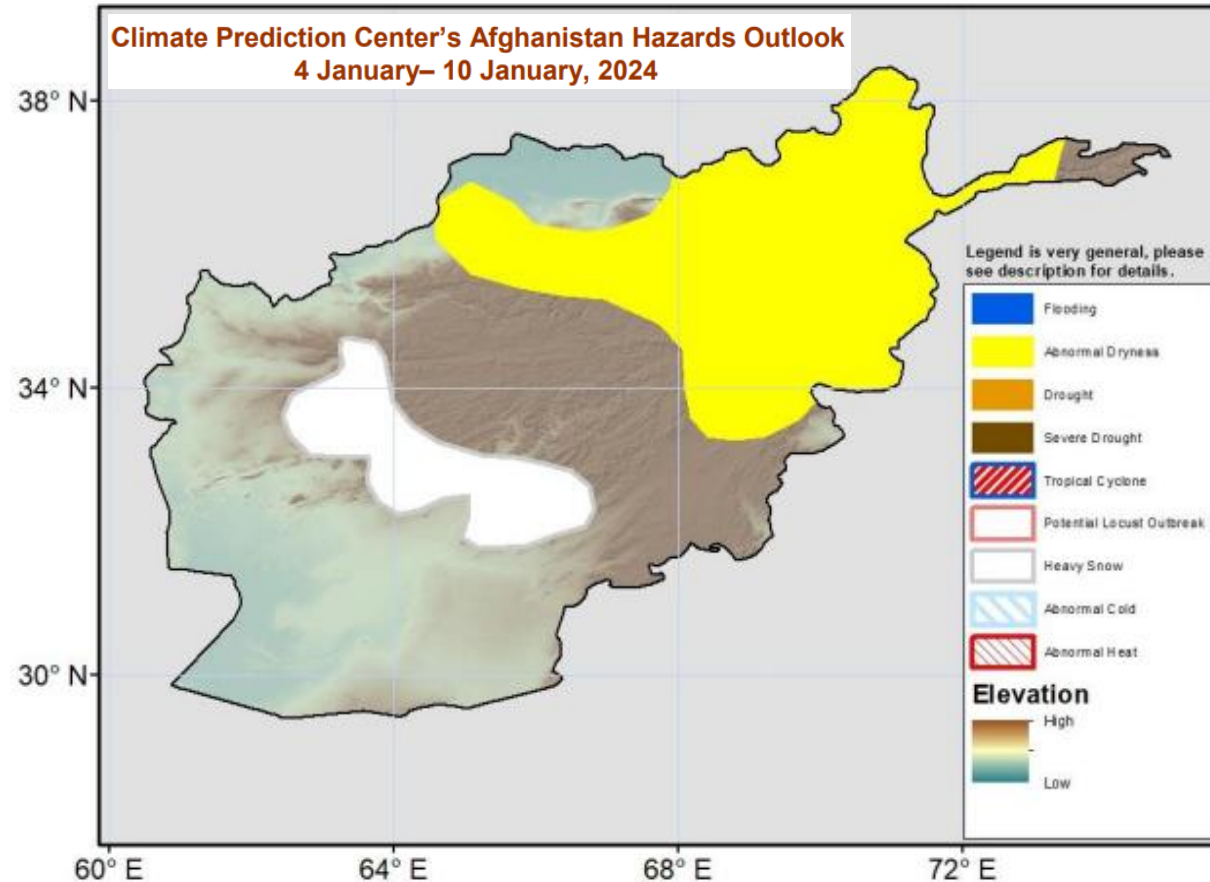 Climate Prediction Center’s Afghanistan Hazards Outlook
4 January– 10 January, 2024
38° N
34° N
30° N
60° E
64° E
68° E
72° E
Legend is very general, please
see description for details.
Flooding
Abnormal Dryness
Drought
Severe Drought
Tropical Cyclone
Potential Locust Outbreak
Heavy Snow
Abnormal Cold
Abnormal Heat
Elevation
High
Low